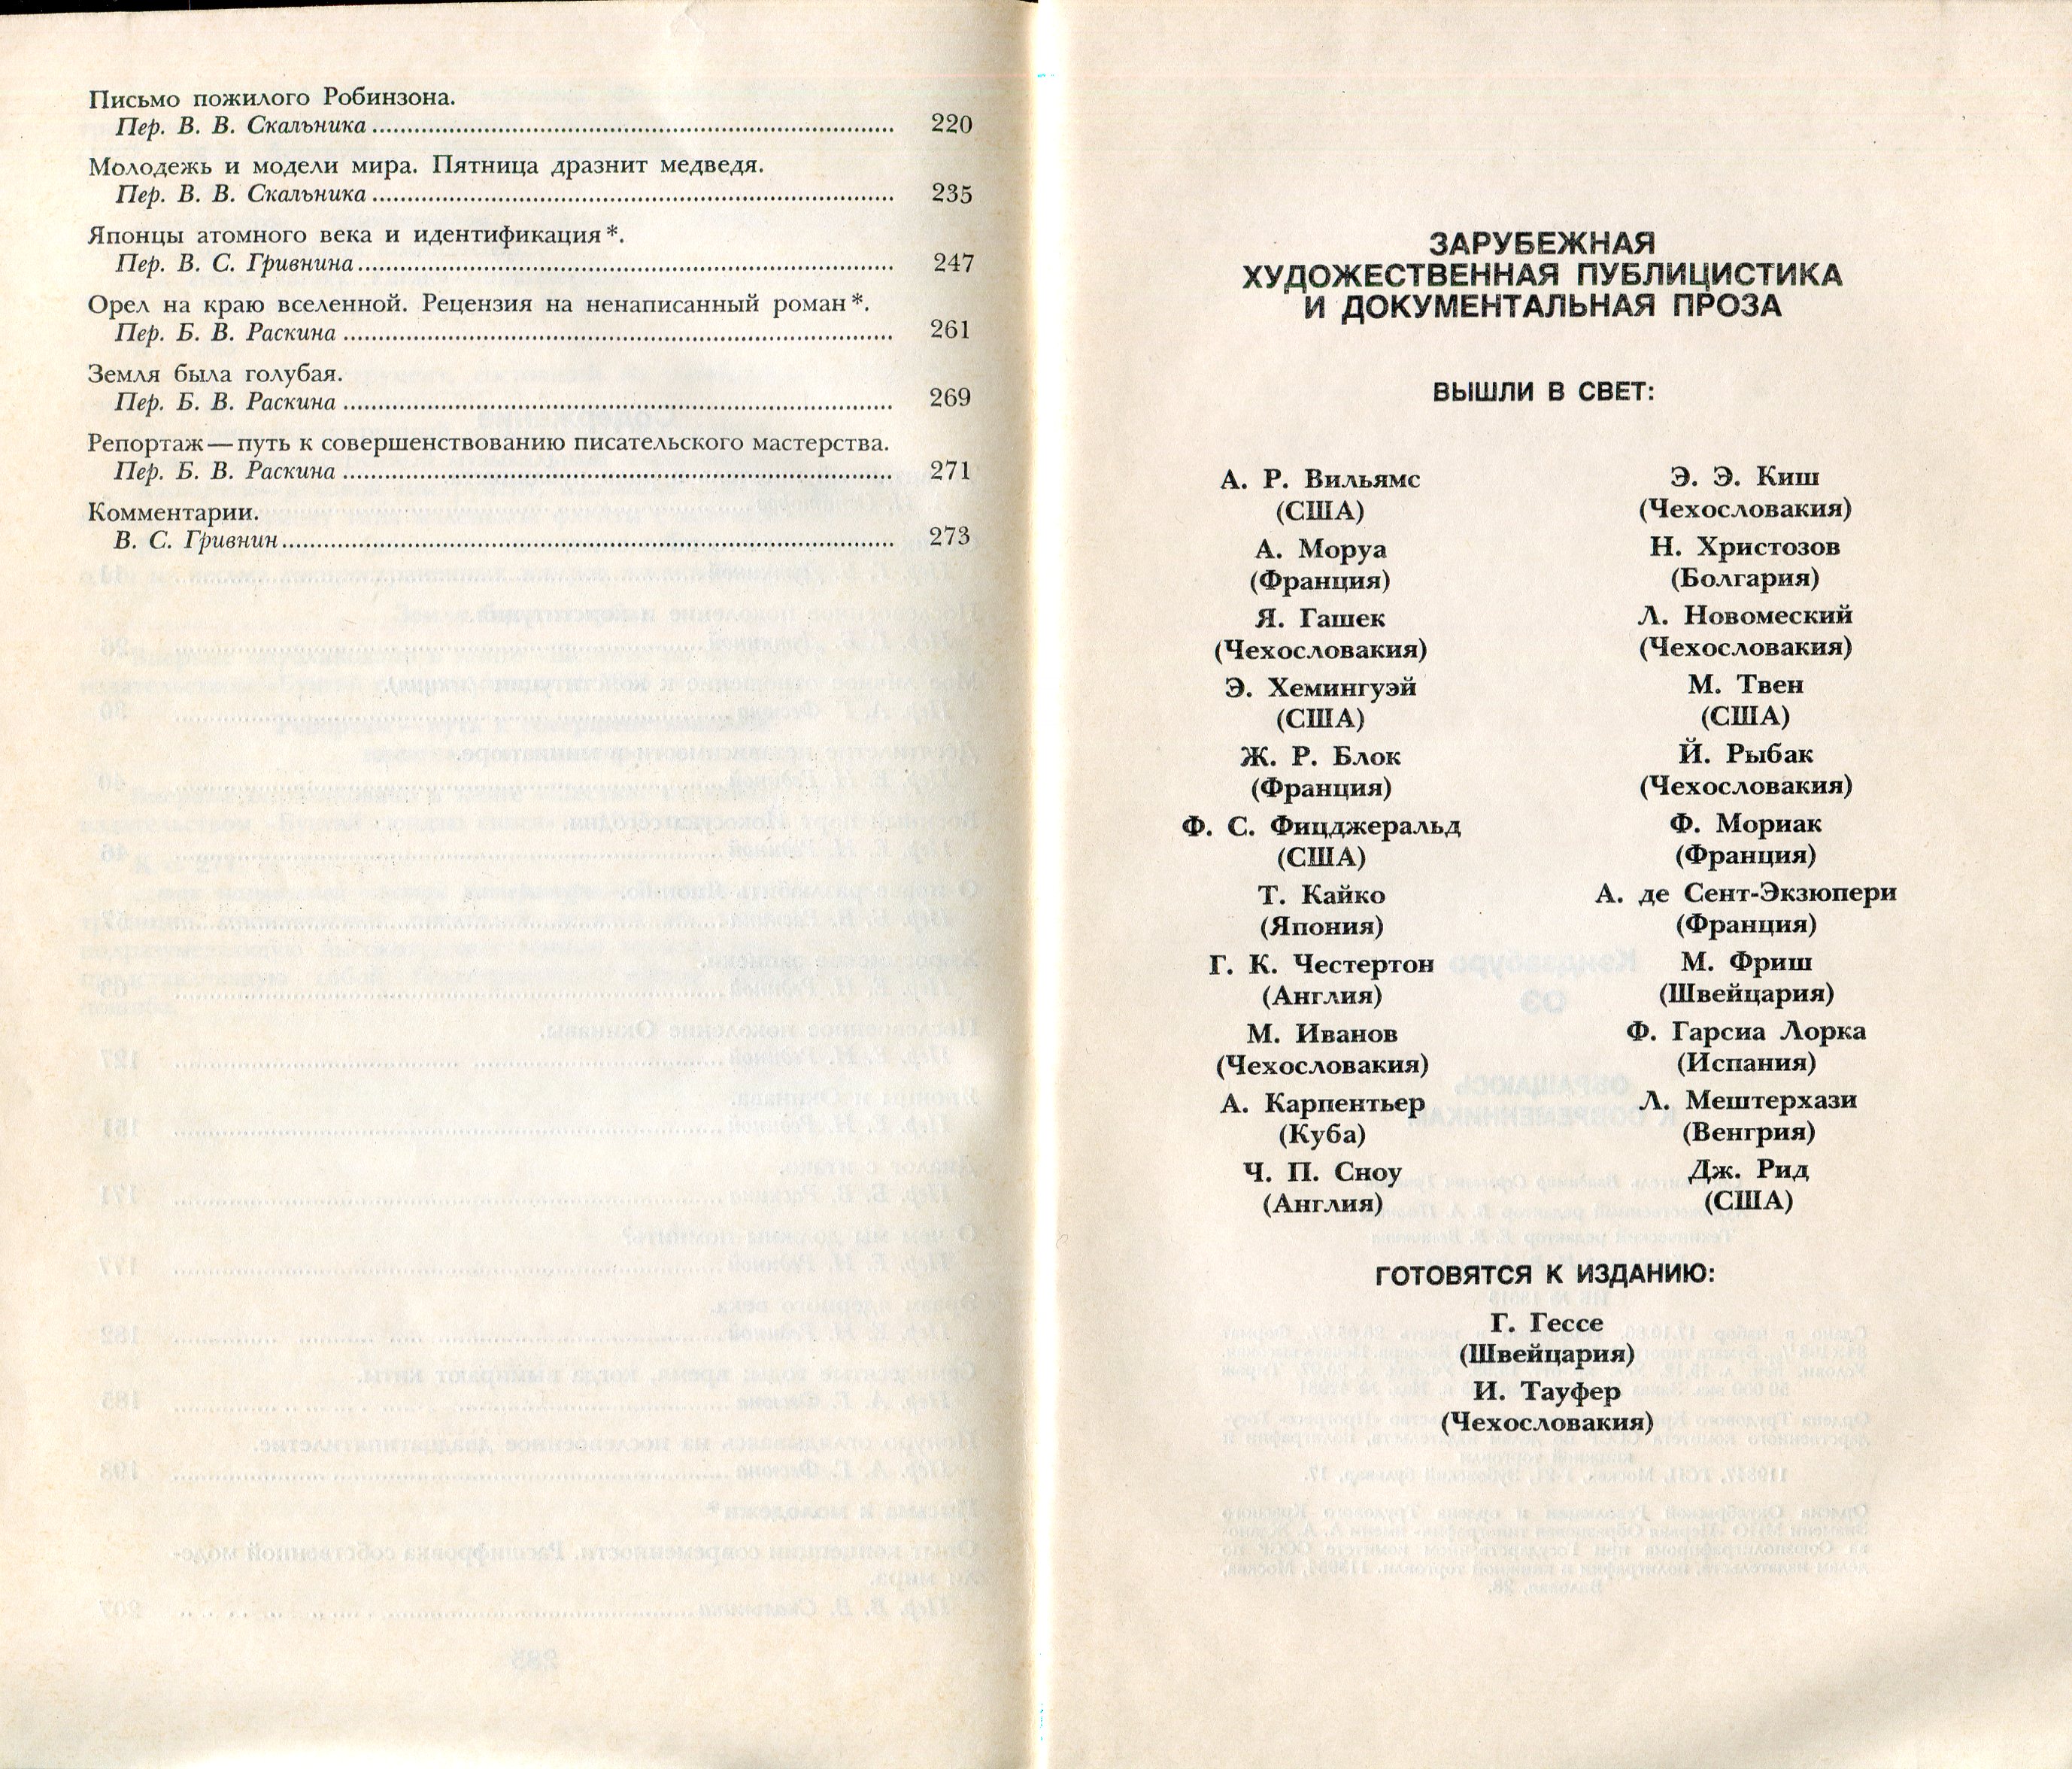 Письмо пожилого Робинзона.
Пер. В. В. Скальника 220
Молодежь и модели мира. Пятница дразнит медведя.
Пер. В. В. Скальника 235
Японцы атомного века и идентификация*.
Пер. В. С. Гривнина 247
Орел на краю вселенной. Рецензия на ненаписанный роман*.
Пер. Б. В. Раскина 261
Земля была голубая.
Пер. Б. В. Раскина 269
Репортаж — путь к совершенствованию писательского мастерства.
Пер. Б. В. Раскина 271
Комментарии.
В. С. Гривнин 273
ЗАРУБЕЖНАЯ
ХУДОЖЕСТВЕННАЯ ПУБЛИЦИСТИКА
И ДОКУМЕНТАЛЬНАЯ ПРОЗА
ВЫШЛИ В СВЕТ:
А. Р. Вильямс
(США)
А. Моруа
(Франция)
Я. Гашек
(Чехословакия)
Э. Хемингуэй
(США)
Ж. Р. Блок
(Франция)
Ф. С. Фицджеральд
(США)
Т. Кайко
(Япония)
Г. К. Честертон
(Англия)
М. Иванов
(Чехословакия)
А. Карпентьер
(Куба)
Ч. П. Сноу
(Англия)
Э. Э. Киш
(Чехословакия)
Н. Христозов
(Болгария)
Л. Новомеский
(Чехословакия)
М. Твен
(США)
Й. Рыбак
(Чехословакия)
Ф. Мориак
(Франция)
А. де Сент-Экзюпери
(Франция)
М. Фриш
(Швейцария)
Ф. Гарсиа Лорка
(Испания)
Л. Мештерхази
(Венгрия)
Дж. Рид
(США)
ГОТОВЯТСЯ К ИЗДАНИЮ:
Г. Гессе
(Швейцария)
И. Тауфер
(Чехословакия)